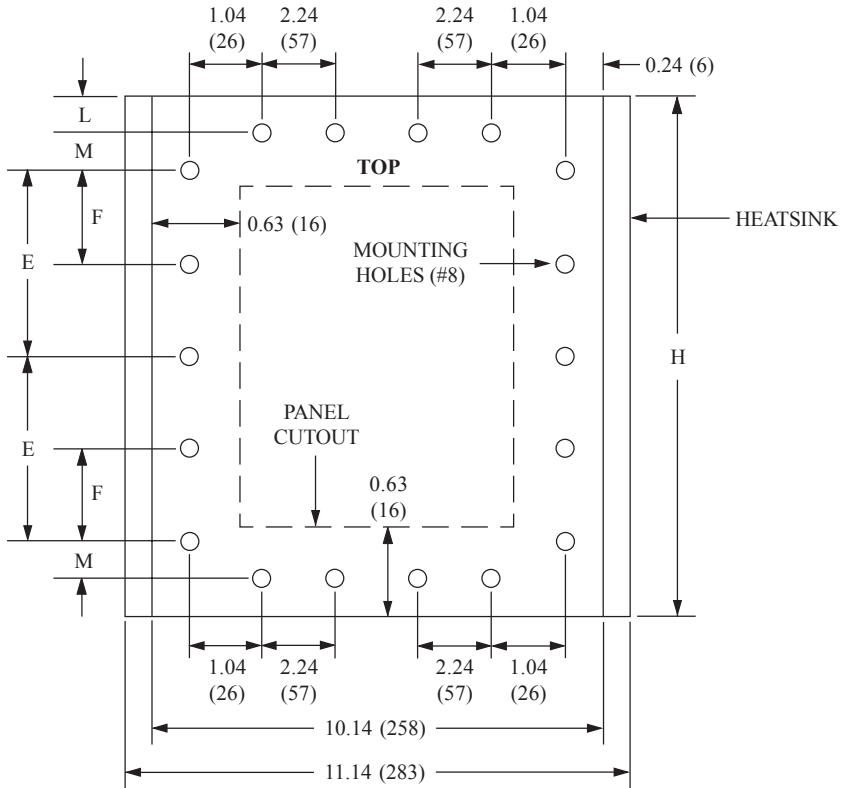 1.04
(26)
2.24
(57)
2.24
(57)
1.04
(26)
0.24 (6)
L
M
TOP
F
0.63 (16)
HEATSINK
E
MOUNTING
HOLES (#8)
H
PANEL
CUTOUT
E
0.63
(16)
F
M
1.04
(26)
2.24
(57)
2.24
(57)
1.04
(26)
10.14 (258)
11.14 (283)